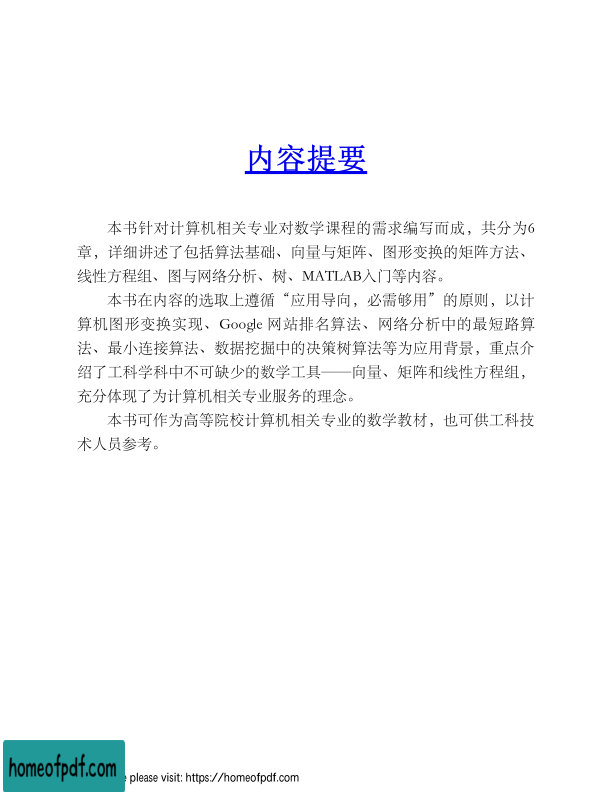 内容提要
本书针对计算机相关专业对数学课程的需求编写而成，共分为6
章，详细讲述了包括算法基础、向量与矩阵、图形变换的矩阵方法、
线性方程组、图与网络分析、树、MATLAB入门等内容。
本书在内容的选取上遵循“应用导向，必需够用”的原则，以计
算机图形变换实现、Google 网站排名算法、网络分析中的最短路算
法、最小连接算法、数据挖掘中的决策树算法等为应用背景，重点介
绍了工科学科中不可缺少的数学工具——向量、矩阵和线性方程组，
充分体现了为计算机相关专业服务的理念。
本书可作为高等院校计算机相关专业的数学教材，也可供工科技
术人员参考。
homeofpdf.com
e please visit: https://homeofpdf.com